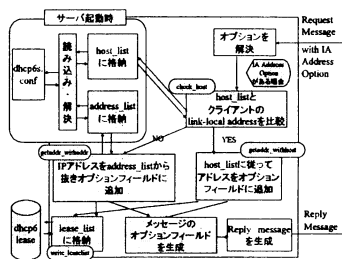 サーバ起動時
dhcp6s.
conf
読み込み・解決
host_list
に格納
address_list
に格納
オプションを
解決
Request
Message
with IA
Address
Option
IA Address
Option
がある場合
check_host
host_listと
クライアントの
link-local addressを比較
NO
YES
getaddr_withaddr
getaddr_withhost
IPアドレスをaddress_listから
抜きオプションフィールドに
追加
host_listに従って
アドレスをオプション
フィールドに追加
dhcp6
lease
lease_list
に格納
write_leaselist
メッセージの
オプションフィールド
を生成
Reply message
を生成
Reply
Message